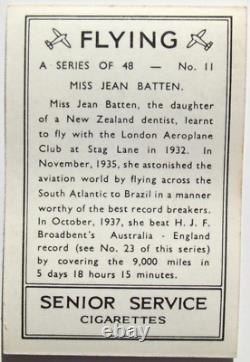 FLYING
A SERIES OF 48 — No. 11
MISS JEAN BATTEN.
Miss Jean Batten, the daughter
of a New Zealand dentist, learnt
to fly with the London Aeroplane
Club at Stag Lane in 1932. In
November, 1935, she astonished the
aviation world by flying across the
South Atlantic to Brazil in a manner
worthy of the best record breakers.
In October, 1937, she beat H. J. F.
Broadbent's Australia - England
record (see No. 23 of this series)
by covering the 9,000 miles in
5 days 18 hours 15 minutes.
SENIOR SERVICE
CIGARETTES
thumbimg.com